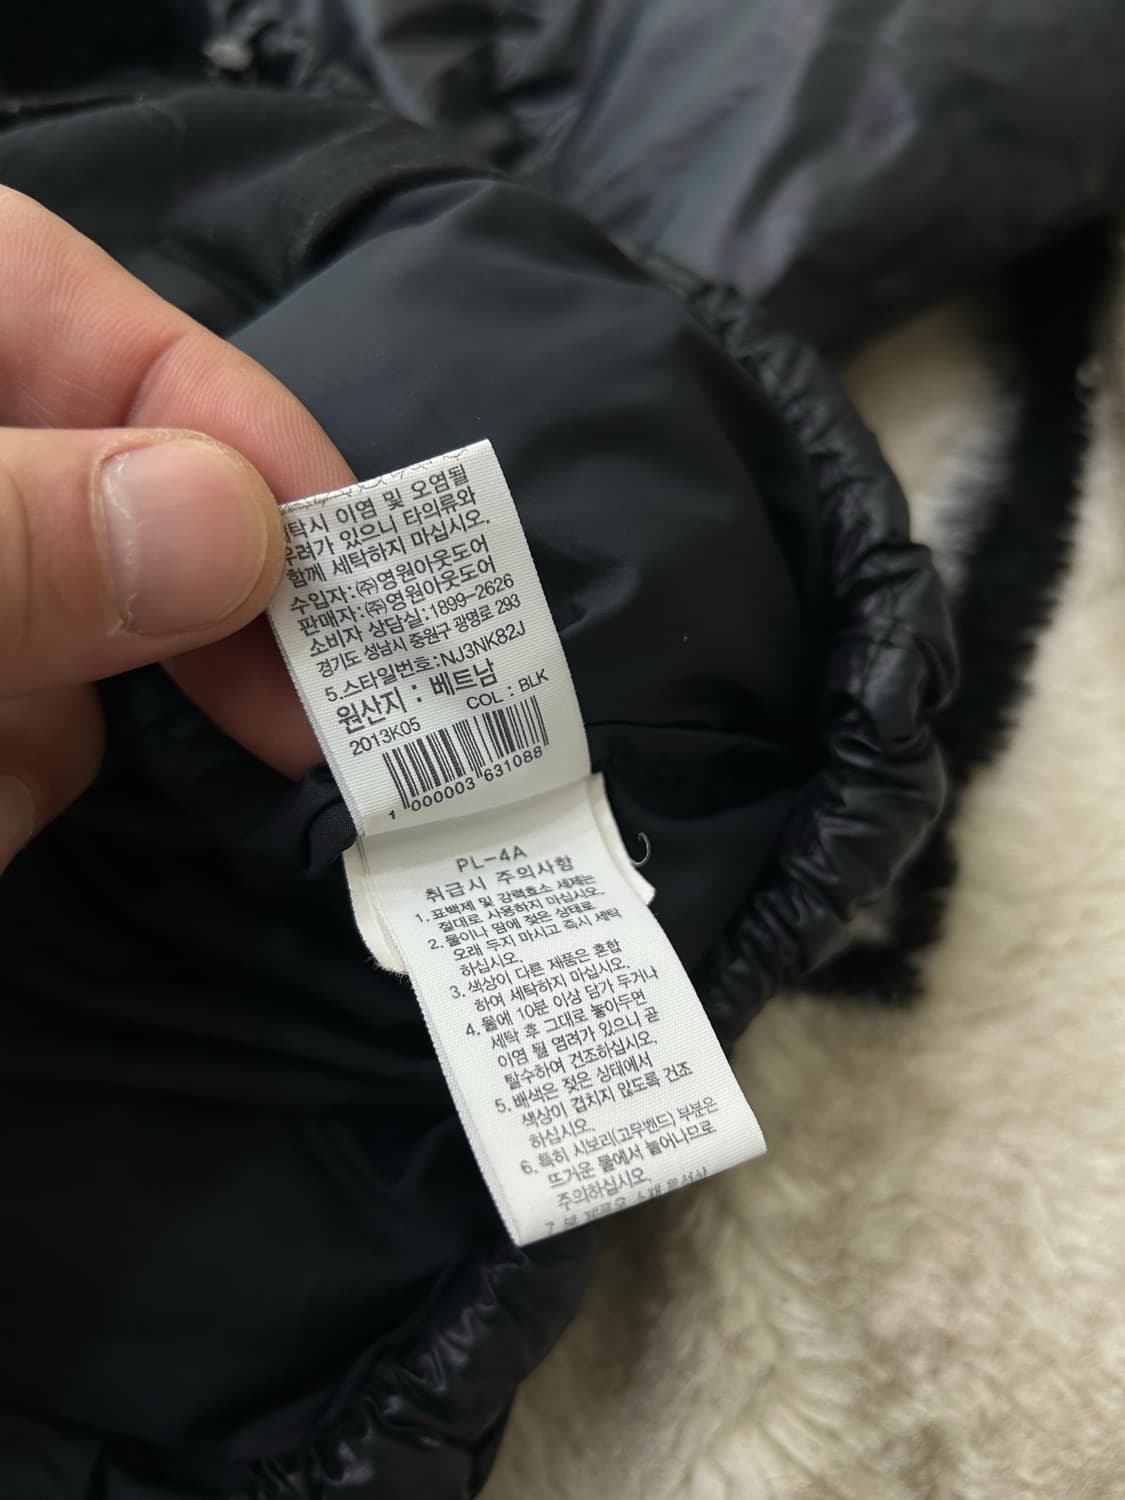 세탁시 이염 및 오염될
우려가 있으니 타의류와
함께 세탁하지 마십시오.
수입자:㈜영원아웃도어
판매자:㈜영원아웃도어
소비자 상담실:1899-2626
경기도 성남시 중원구 광명로 293
5.스타일번호:NJ3NK82J
원산지 : 베트남
2013K05 COL : BLK
1 000003 631088
PL-4A
취급시 주의사항
1. 표백제 및 강력효소 세제는
절대로 사용하지 마십시오.
2. 물이나 땀에 젖은 상태로
오래 두지 마시고 즉시 세탁
하십시오.
3. 색상이 다른 제품은 혼합
하여 세탁하지 마십시오.
4. 물에 10분 이상 담가 두거나
세탁 후 그대로 놓아두면
이염 될 염려가 있으니 곧
탈수하여 건조하십시오.
5. 배색은 젖은 상태에서
색상이 겹치지 않도록 건조
하십시오.
6. 특히 시보리(고무밴드) 부분은
뜨거운 물에서 늘어나므로
주의하십시오.
7. 본 제품은 소재 특성상